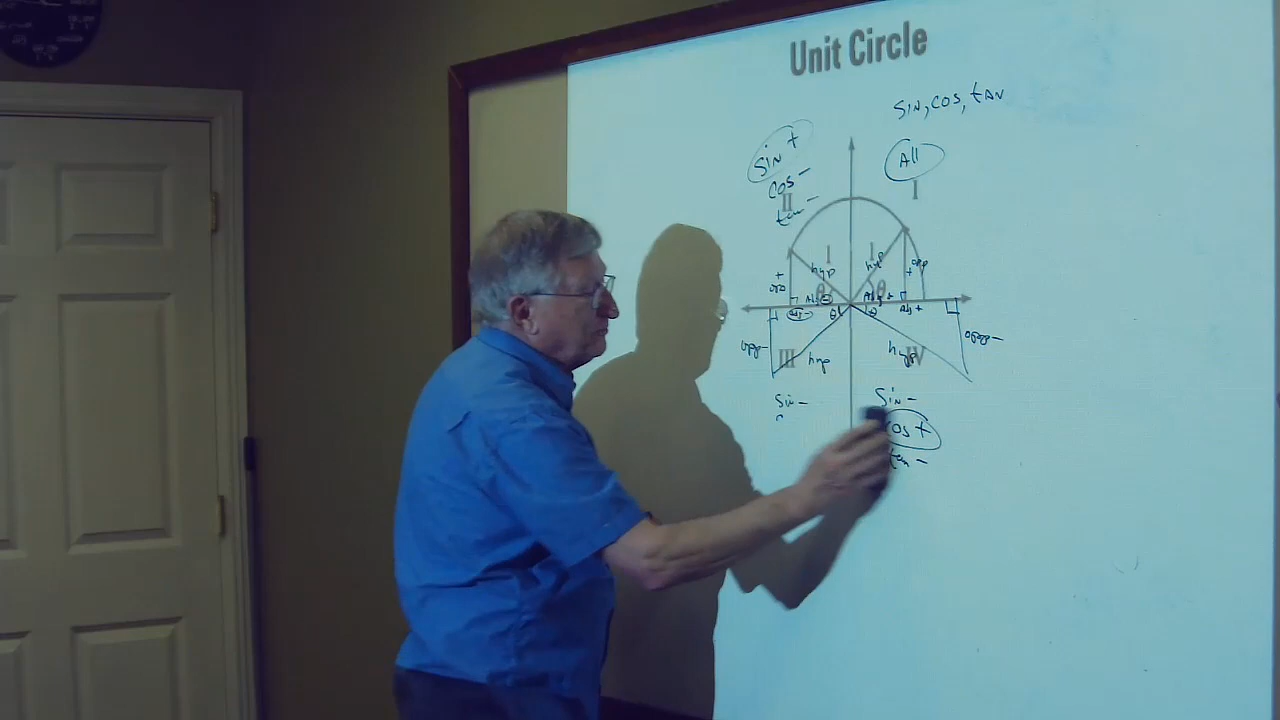 Unit Circle
SIN, COS, tAN
Sin +
All
cos -
I
II
tan -
I
I
+
hyp
hyp
+
opp
opp
θ
θ
Adj
Adj +
Adj +
θ
θ
opp -
opp -
III
hyp
hyp
IV
Sin -
Sin -
cos +
tan -